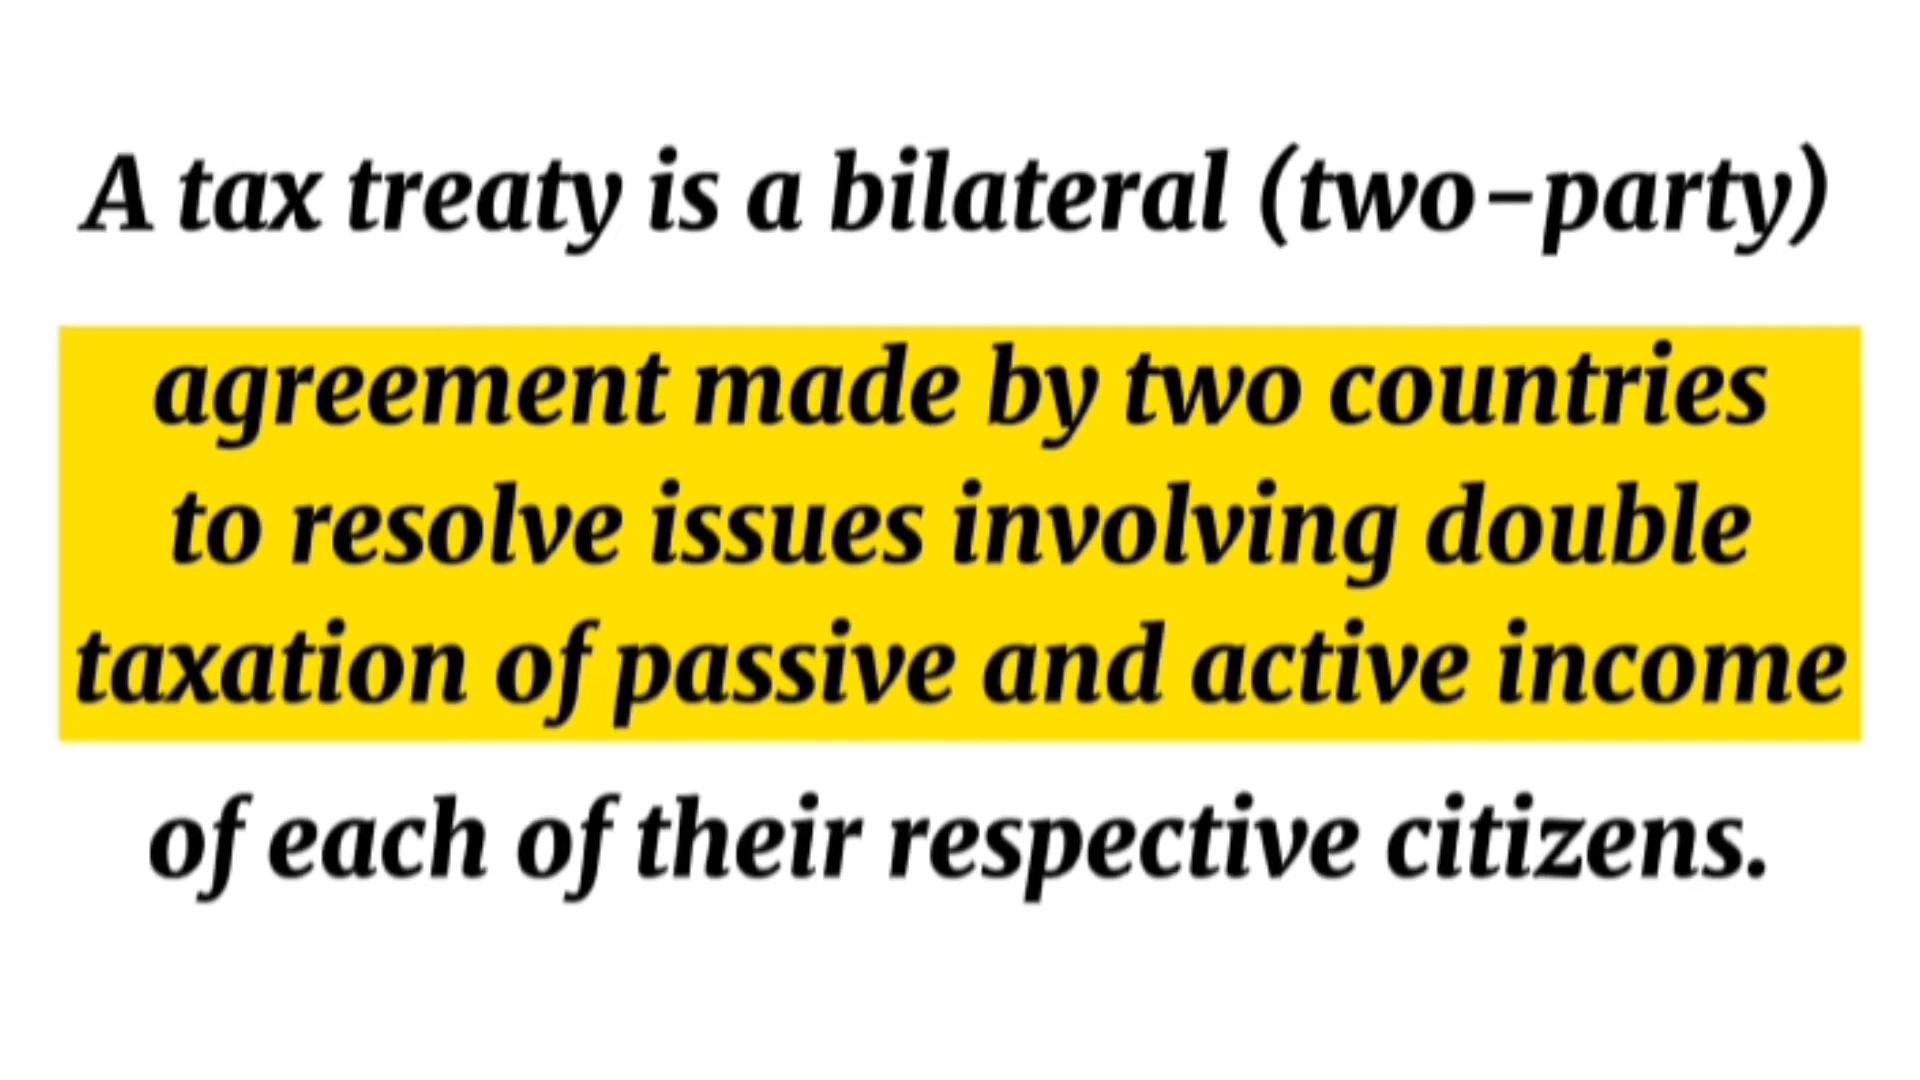 A tax treaty is a bilateral (two-party)
agreement made by two countries
to resolve issues involving double
taxation of passive and active income
of each of their respective citizens.